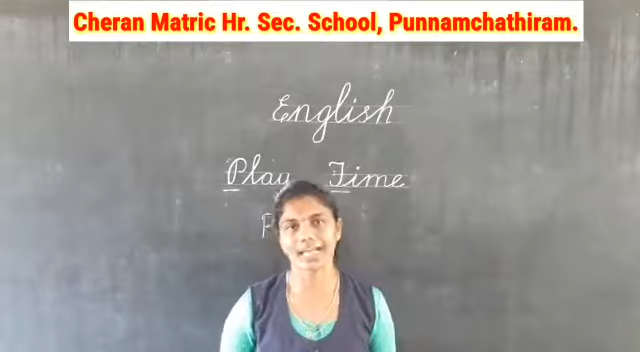 Cheran Matric Hr. Sec. School, Punnamchathiram.
English
Play Time